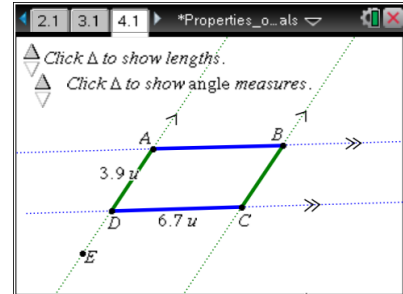 2.1 3.1 4.1 *Properties_o…als
Click Δ to show lengths.
Click Δ to show angle measures.
A B
3.9 u
D 6.7 u C
E